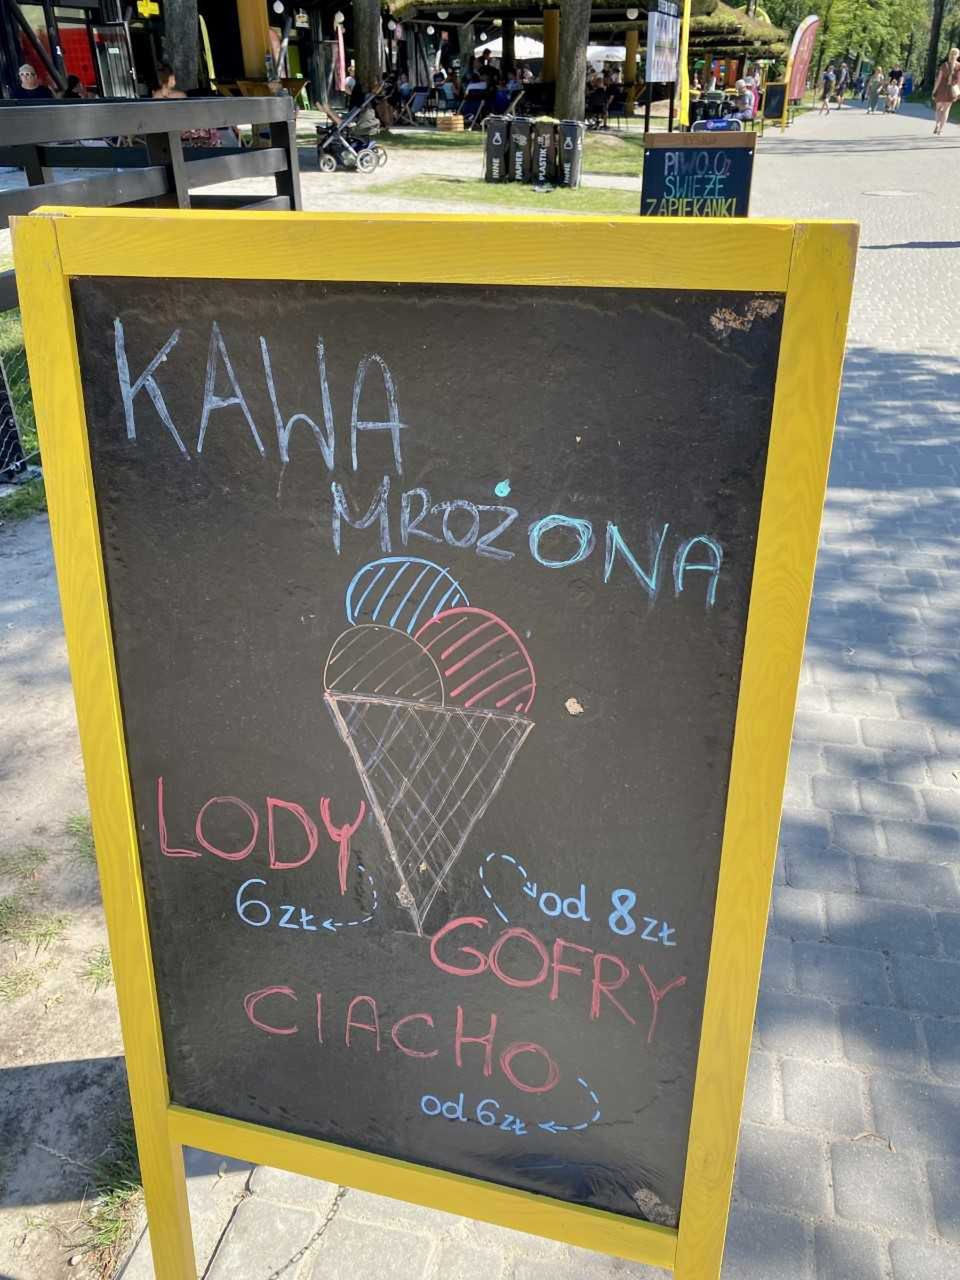 INNE
PAPIER
PLASTIK
INNE
PIWO.O%
ŚWIEŻE
ZAPIEKANKI
KAWA
MROŻONA
LODY
6 zł
od 8 zł
GOFRY
CIACHO
od 6 zł